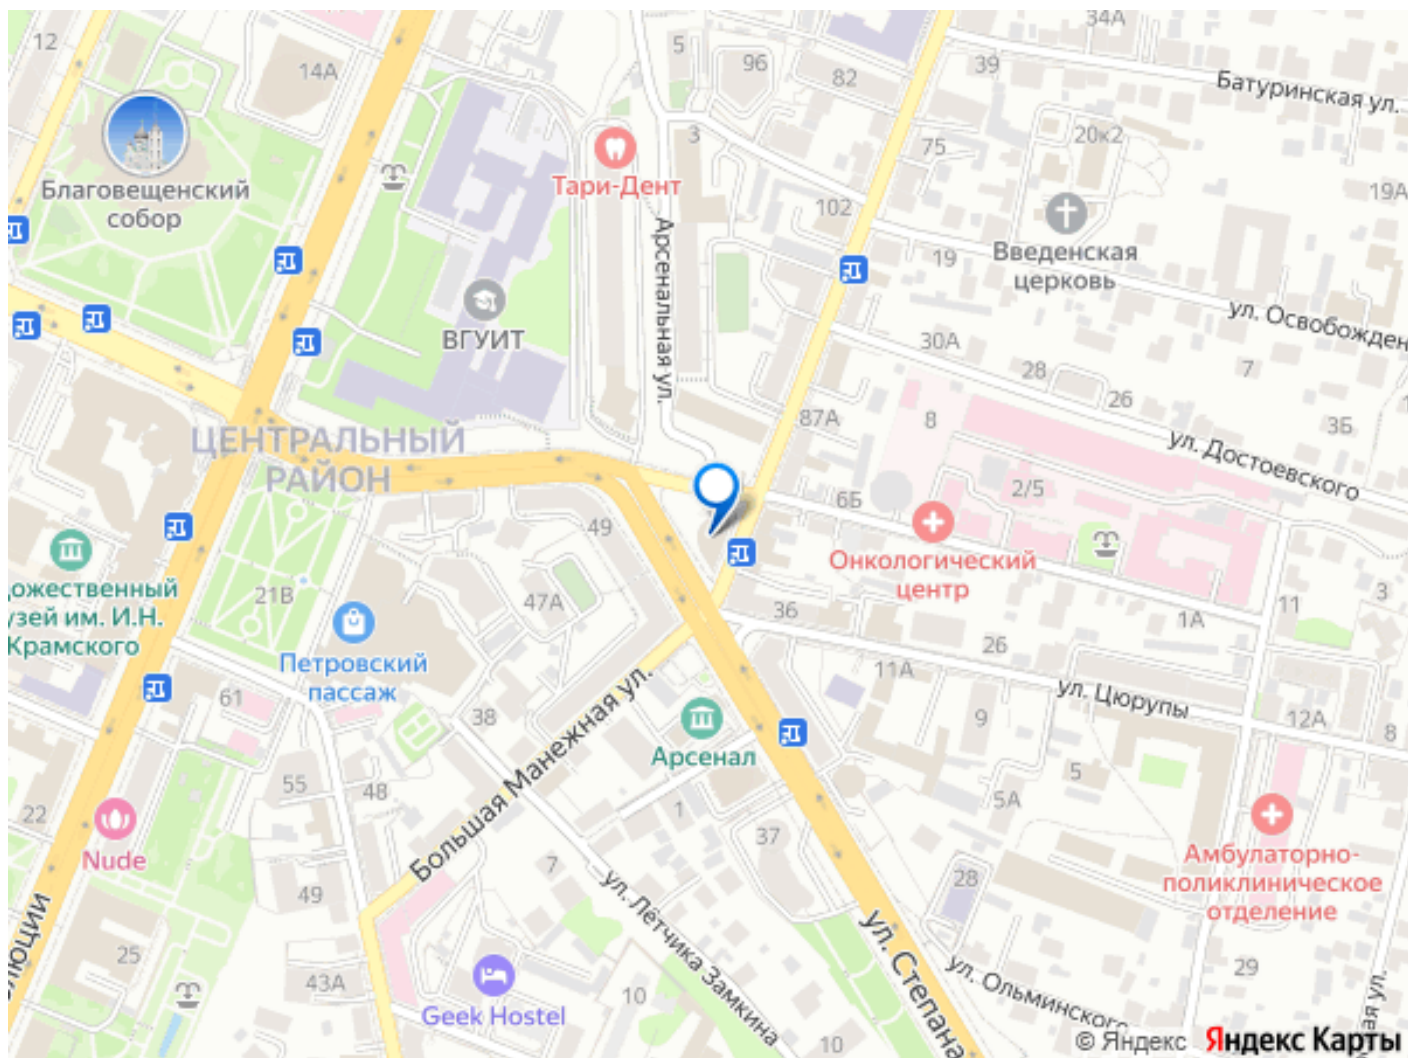 34А
12
5
96
39
14А
82
Батуринская ул.
3
20к2
75
Тари-Дент
Благовещенский
собор
19А
102
Арсенальная ул.
Введенская
церковь
19
ул. Освобожден
ВГУИТ
30А
7
28
26
87А
8
3Б
ЦЕНТРАЛЬНЫЙ
РАЙОН
ул. Достоевского
2/5
6Б
49
Онкологический
центр
дожественный
узей им. И.Н.
Крамского
21В
47А
36
11
3
1А
26
Петровский
пассаж
11А
ул. Цюрупы
61
38
9
12А
8
Большая Манежная ул.
Арсенал
5
55
48
5А
1
22
37
Nude
7
28
Амбулаторно-
поликлиническое
отделение
49
ул. Лётчика Замкина
ул. Степана
25
29
43А
ул. Ольминского
10
Geek Hostel
10
люции
ая ул.
© Яндекс Яндекс Карты